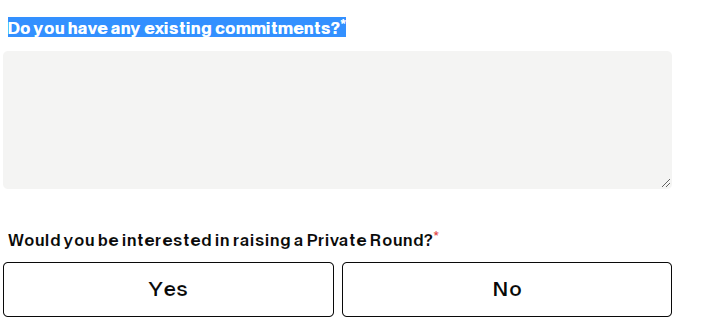 Do you have any existing commitments?*
Would you be interested in raising a Private Round?*
Yes
No